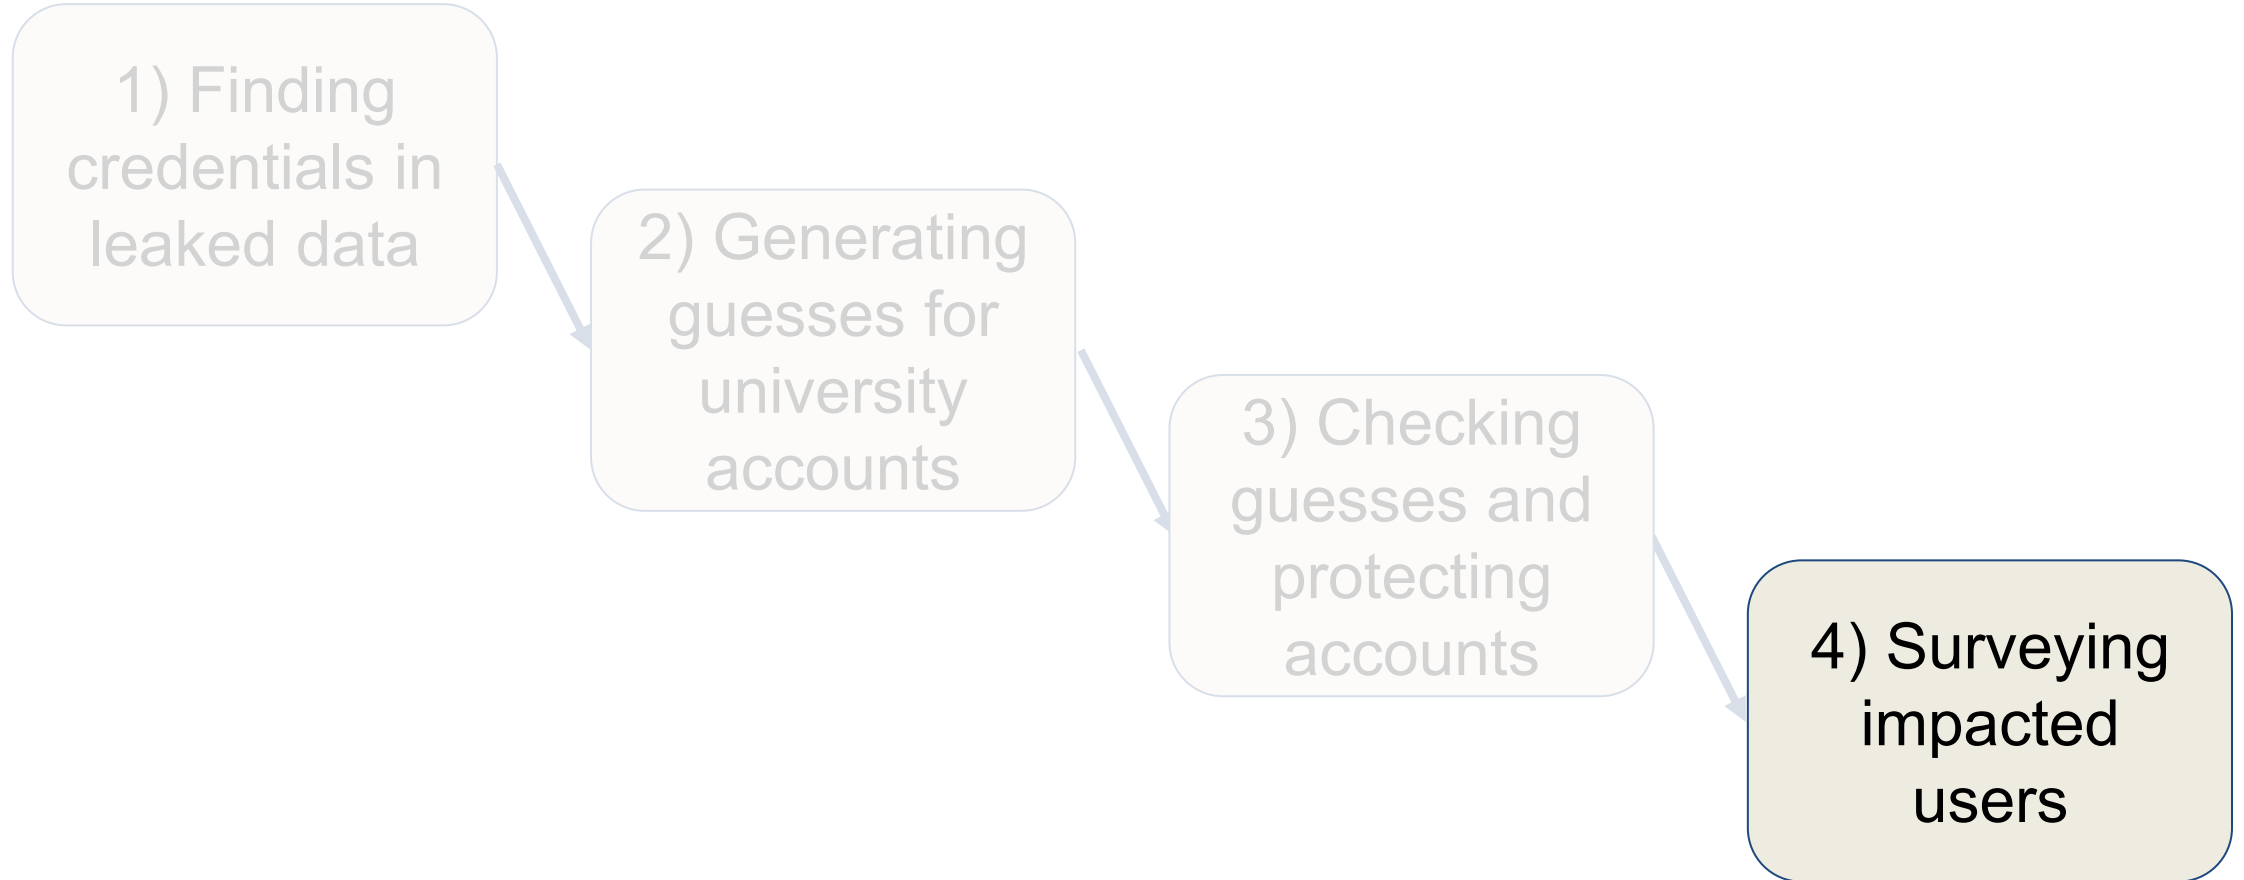 1) Finding
credentials in
leaked data
2) Generating
guesses for
university
accounts
3) Checking
guesses and
protecting
accounts
4) Surveying
impacted
users